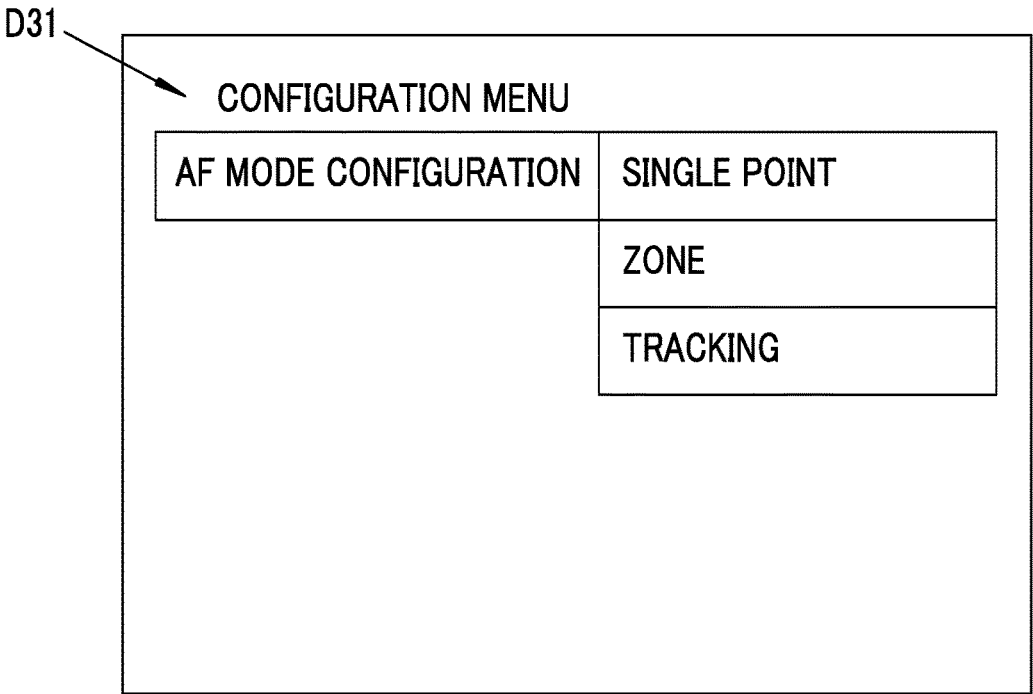 D31
CONFIGURATION MENU
AF MODE CONFIGURATION SINGLE POINT
ZONE
TRACKING